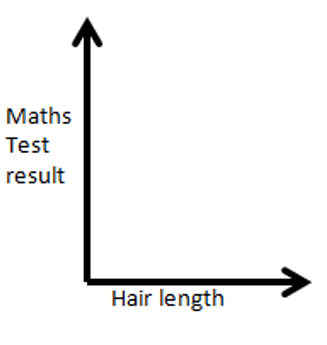 Maths
Test
result
Hair length